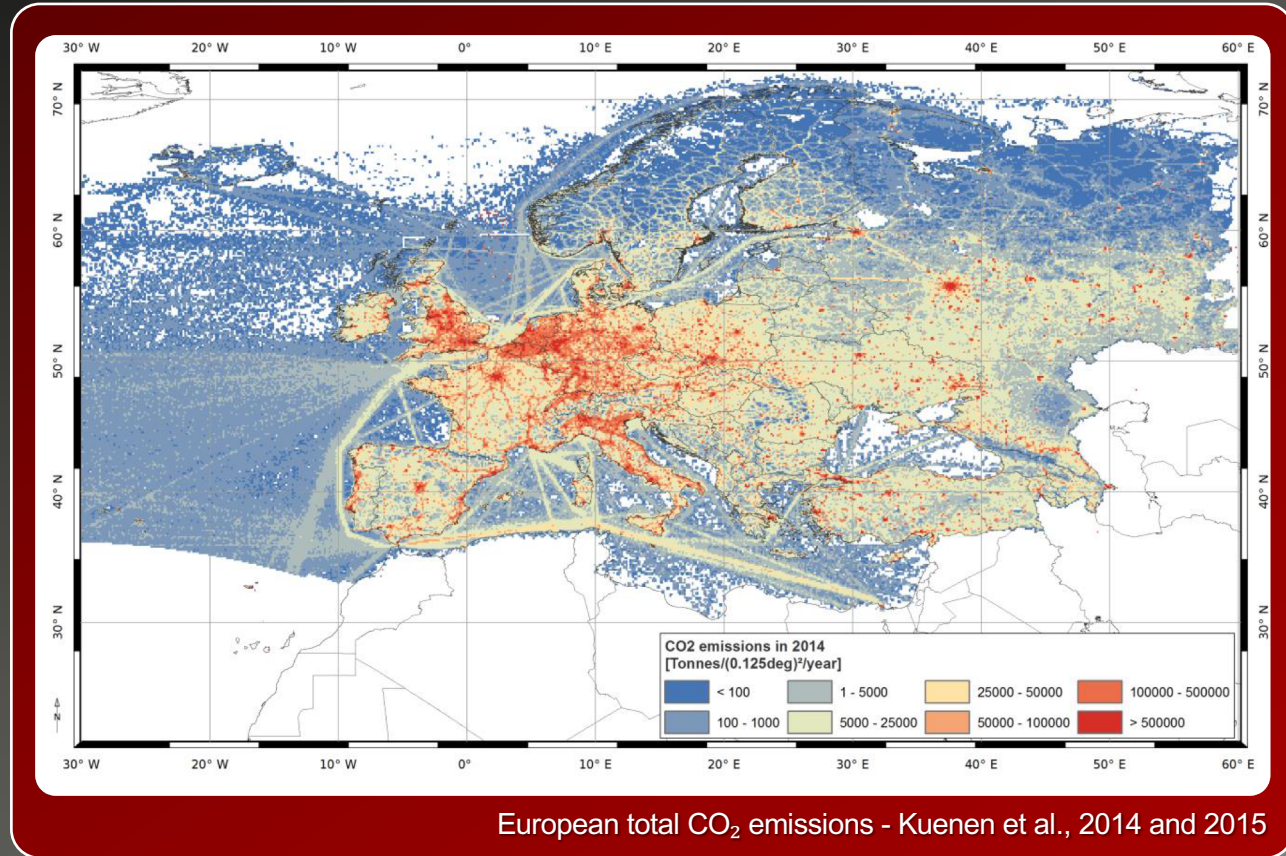 30° W 20° W 10° W 0° 10° E 20° E 30° E 40° E 50° E 60° E
70° N 70° N
60° N 60° N
50° N 50° N
40° N 40° N
30° N 30° N
N
CO2 emissions in 2014
[Tonnes/(0.125deg)²/year]
< 100 1 - 5000 25000 - 50000 100000 - 500000
100 - 1000 5000 - 25000 50000 - 100000 > 500000
30° W 20° W 10° W 0° 10° E 20° E 30° E 40° E 50° E 60° E
European total CO₂ emissions - Kuenen et al., 2014 and 2015